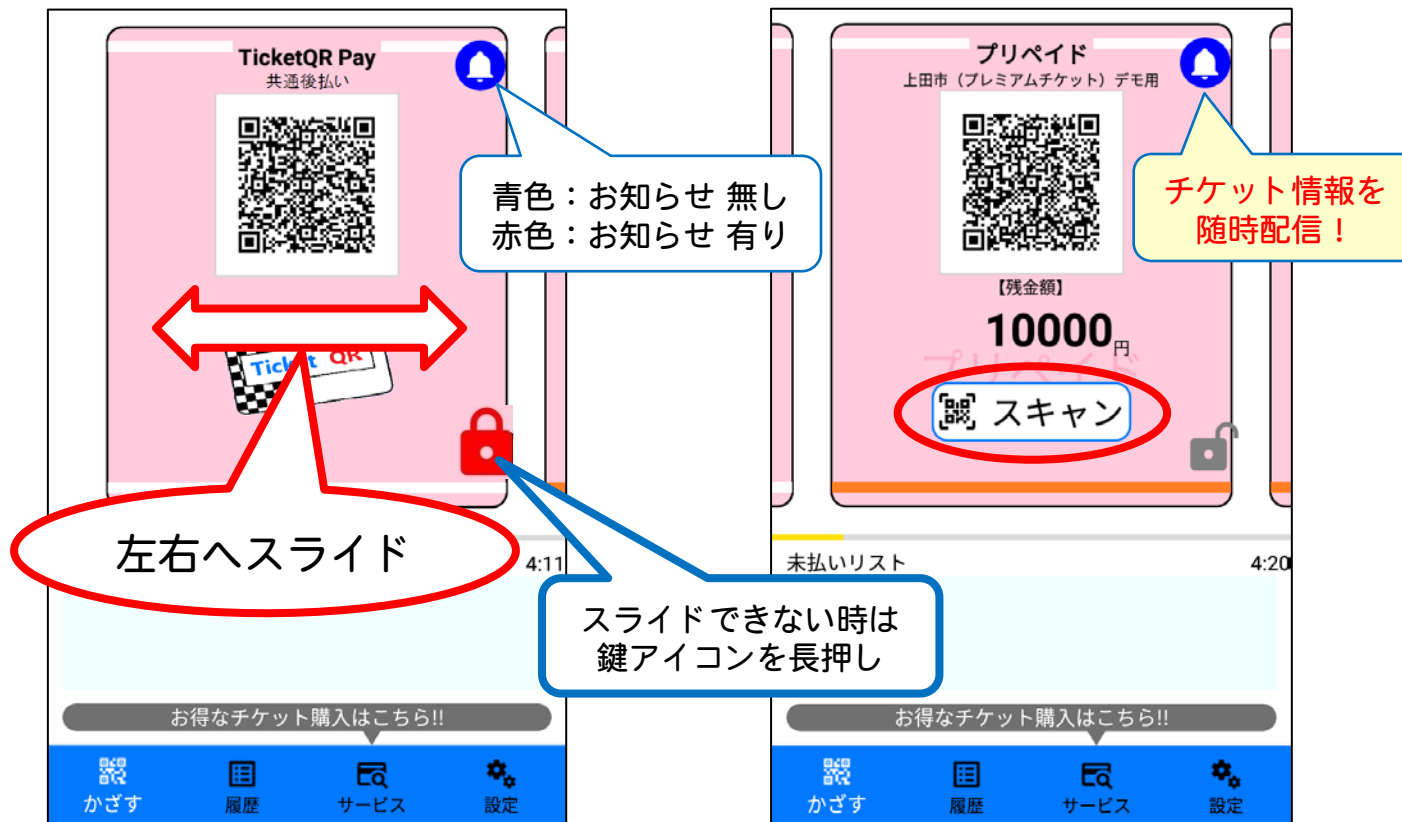 TicketQR Pay
共通後払い
青色：お知らせ 無し
赤色：お知らせ 有り
Ticket QR
左右へスライド
4:11
スライドできない時は
鍵アイコンを長押し
お得なチケット購入はこちら!!
かざす
履歴
サービス
設定
プリペイド
上田市（プレミアムチケット）デモ用
チケット情報を
随時配信！
【残金額】
10000円
プリペイド
スキャン
未払いリスト
4:20
お得なチケット購入はこちら!!
かざす
履歴
サービス
設定